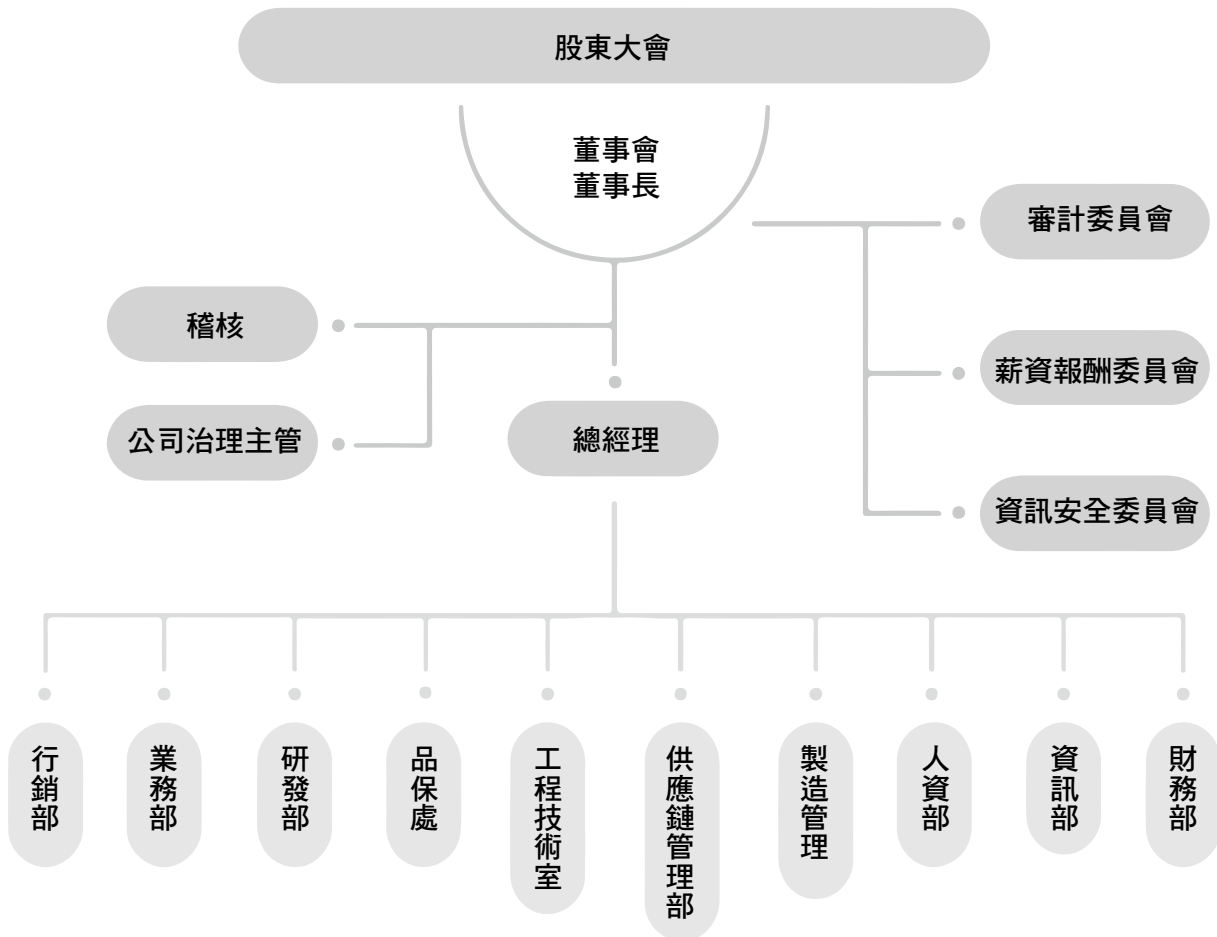 股東大會
董事會
董事長
審計委員會
稽核
薪資報酬委員會
公司治理主管
總經理
資訊安全委員會
行銷部
業務部
研發部
品保處
工程技術室
供應鏈管理部
製造管理
人資部
資訊部
財務部